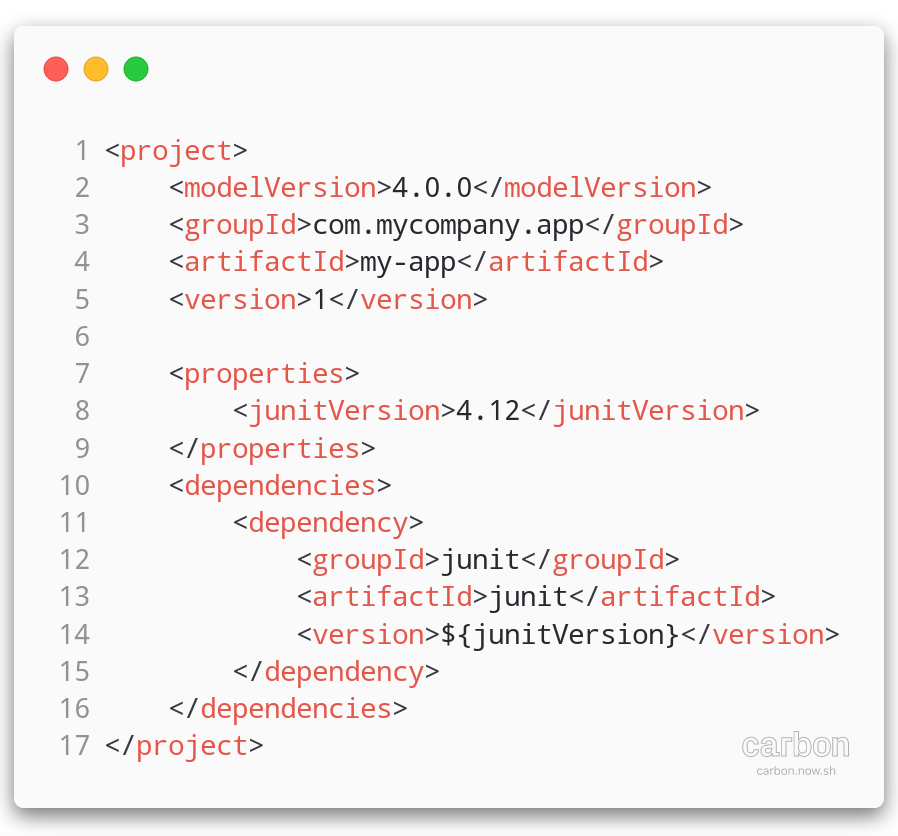 1 <project>
2     <modelVersion>4.0.0</modelVersion>
3     <groupId>com.mycompany.app</groupId>
4     <artifactId>my-app</artifactId>
5     <version>1</version>
6
7     <properties>
8         <junitVersion>4.12</junitVersion>
9     </properties>
10     <dependencies>
11         <dependency>
12             <groupId>junit</groupId>
13             <artifactId>junit</artifactId>
14             <version>${junitVersion}</version>
15         </dependency>
16     </dependencies>
17 </project>
carbon
carbon.now.sh